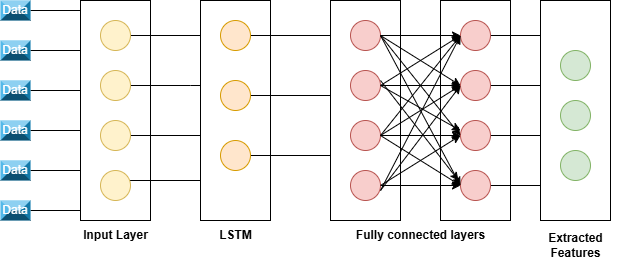 Data
Data
Data
Data
Data
Data
Input Layer
LSTM
Fully connected layers
Extracted
Features